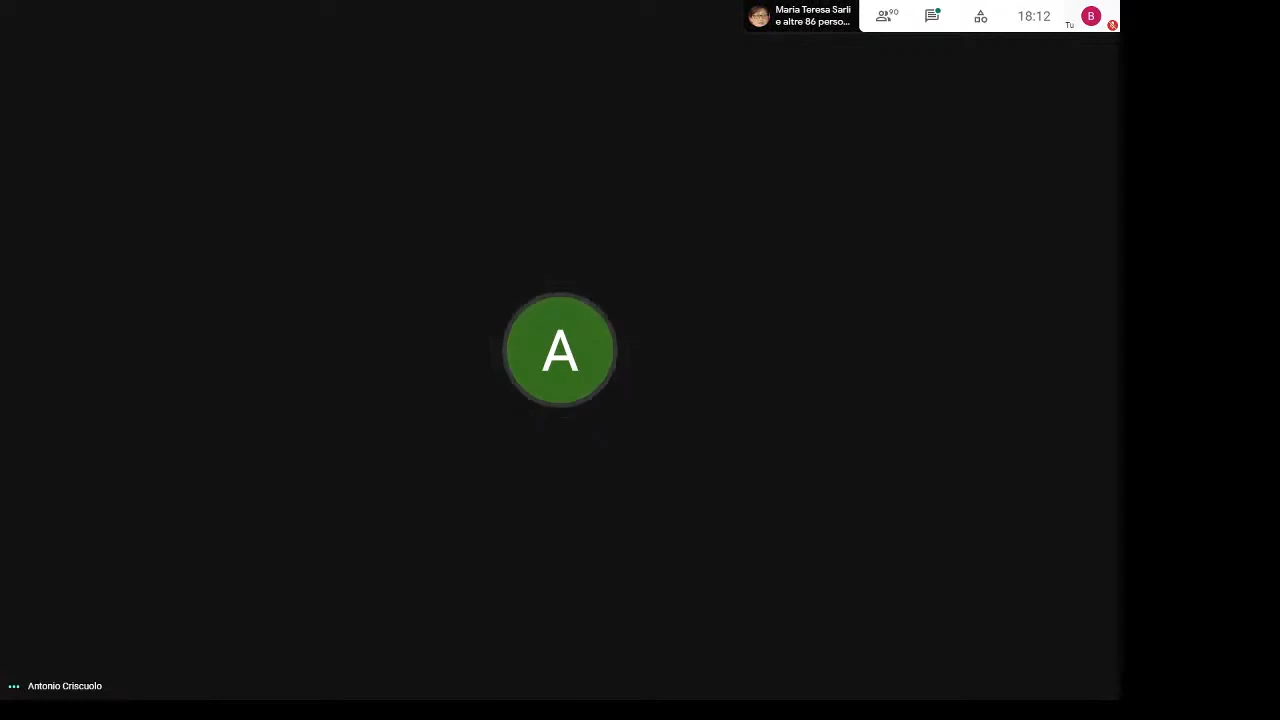 Maria Teresa Sarli
e altre 86 perso...
90
18:12
Tu
B
A
Antonio Criscuolo